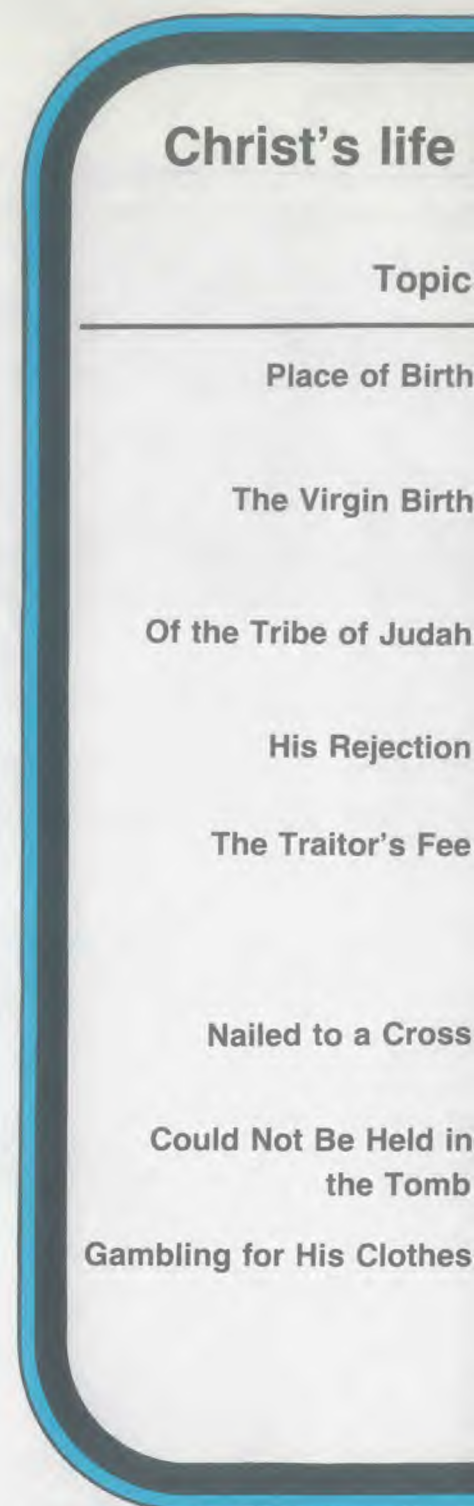 Christ's life
Topic
Place of Birth
The Virgin Birth
Of the Tribe of Judah
His Rejection
The Traitor's Fee
Nailed to a Cross
Could Not Be Held in
the Tomb
Gambling for His Clothes